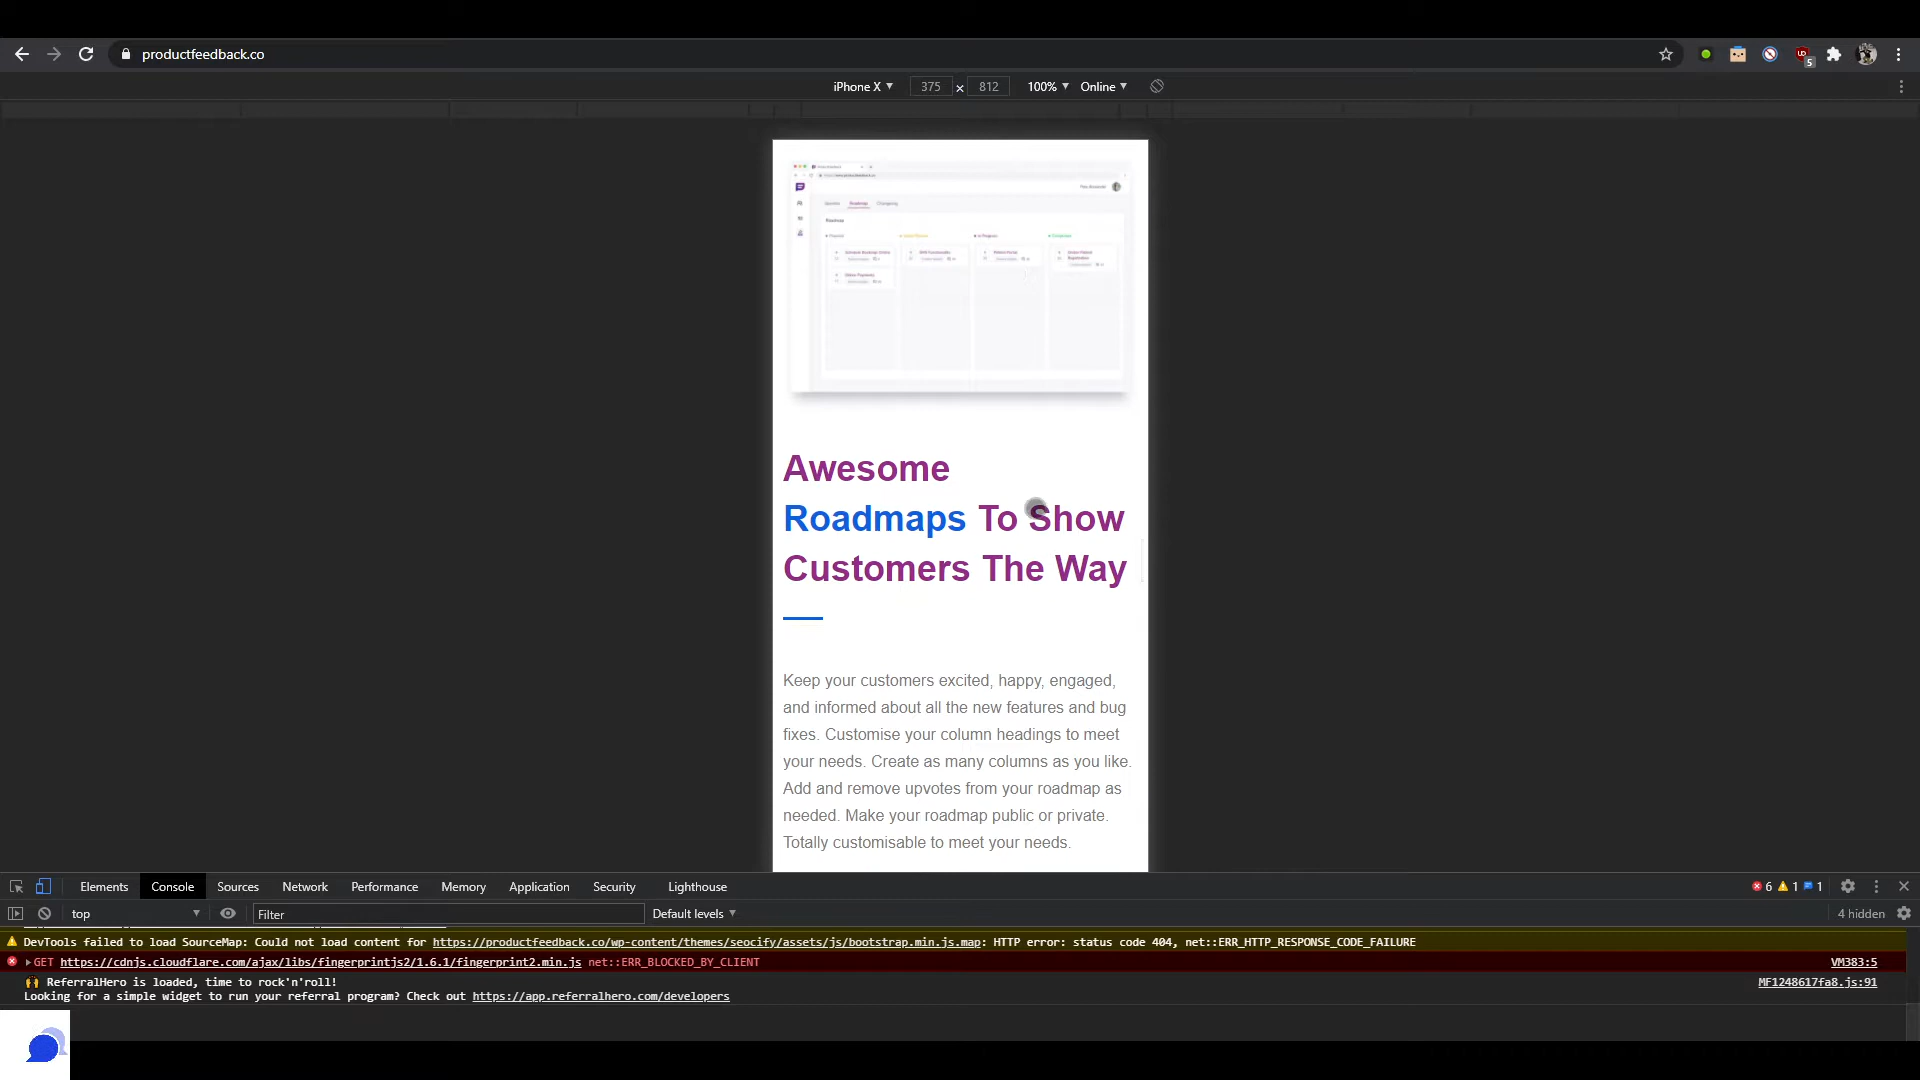 productfeedback.co
5
iPhone X 375 × 812 100% Online
Roadmap
Awesome
Roadmaps To Show
Customers The Way
Keep your customers excited, happy, engaged,
and informed about all the new features and bug
fixes. Customise your column headings to meet
your needs. Create as many columns as you like.
Add and remove upvotes from your roadmap as
needed. Make your roadmap public or private.
Totally customisable to meet your needs.
Elements Console Sources Network Performance Memory Application Security Lighthouse 6 1 1
top Filter Default levels 4 hidden
DevTools failed to load SourceMap: Could not load content for https://productfeedback.co/wp-content/themes/seocify/assets/js/bootstrap.min.js.map: HTTP error: status code 404, net::ERR_HTTP_RESPONSE_CODE_FAILURE
GET https://cdnjs.cloudflare.com/ajax/libs/fingerprintjs2/1.6.1/fingerprint2.min.js net::ERR_BLOCKED_BY_CLIENT VM383:5
ReferralHero is loaded, time to rock'n'roll! MF1248617fa8.js:91
Looking for a simple widget to run your referral program? Check out https://app.referralhero.com/developers